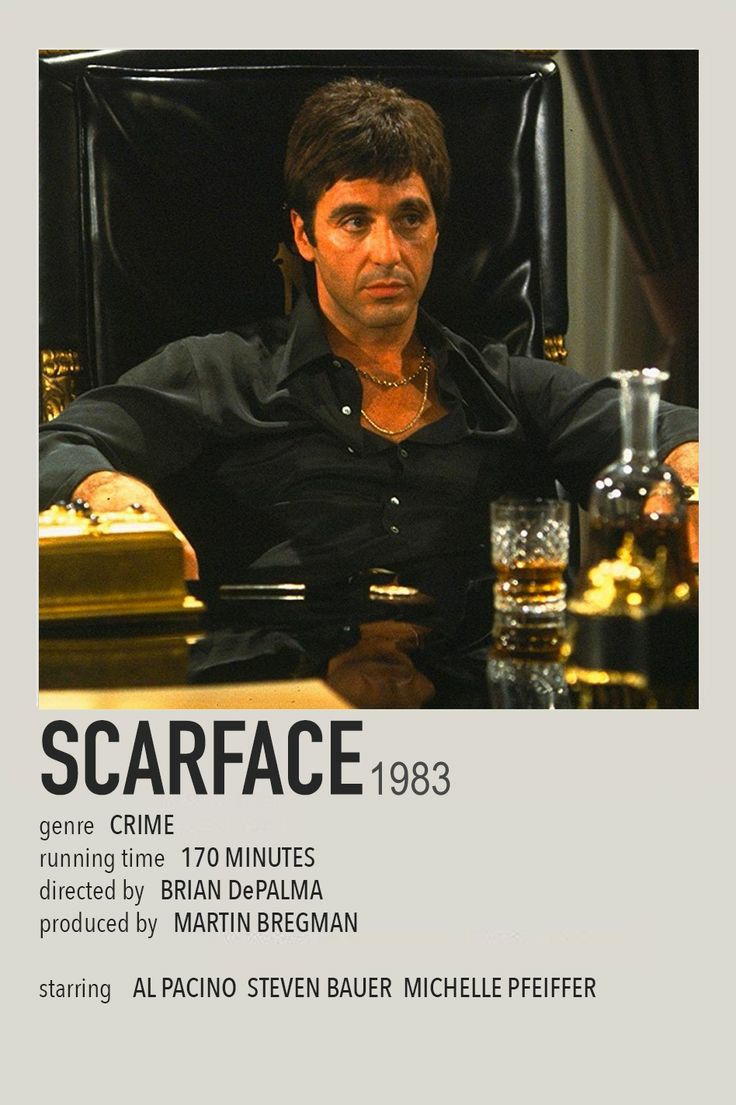 SCARFACE 1983
genre CRIME
running time 170 MINUTES
directed by BRIAN DePALMA
produced by MARTIN BREGMAN
starring AL PACINO STEVEN BAUER MICHELLE PFEIFFER